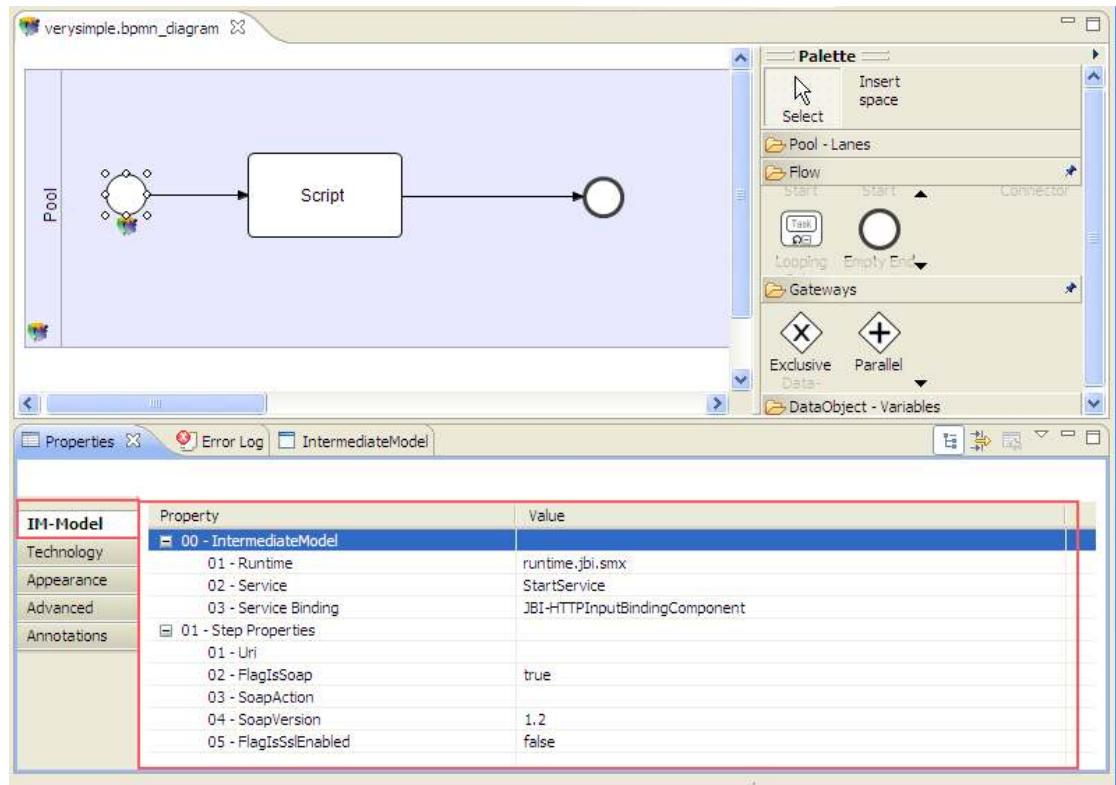 verysimple.bpmn_diagram
Palette
Select
Insert
space
Pool - Lanes
Flow
Start
Start
Connector
Task
Looping
Empty End
Gateways
Exclusive
Data-
Parallel
DataObject - Variables
Pool
Script
Properties
Error Log
IntermediateModel
IM-Model
Technology
Appearance
Advanced
Annotations
Property Value
00 - IntermediateModel
01 - Runtime runtime.jbi.smx
02 - Service StartService
03 - Service Binding JBI-HTTPInputBindingComponent
01 - Step Properties
01 - Uri
02 - FlagIsSoap true
03 - SoapAction
04 - SoapVersion 1.2
05 - FlagIsSslEnabled false